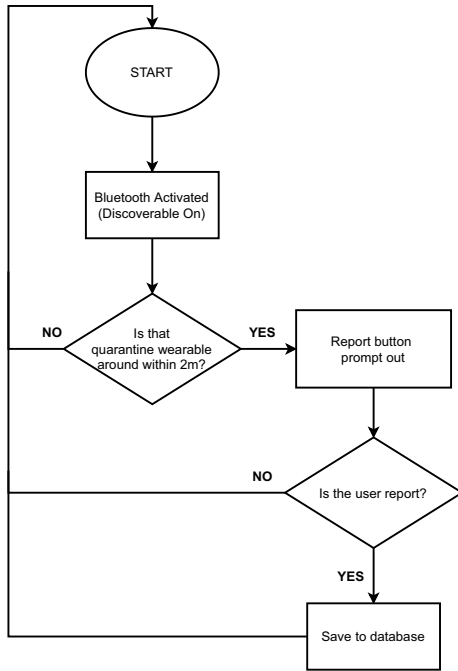 START
Bluetooth Activated
(Discoverable On)
NO
Is that
quarantine wearable
around within 2m?
YES
Report button
prompt out
NO
Is the user report?
YES
Save to database